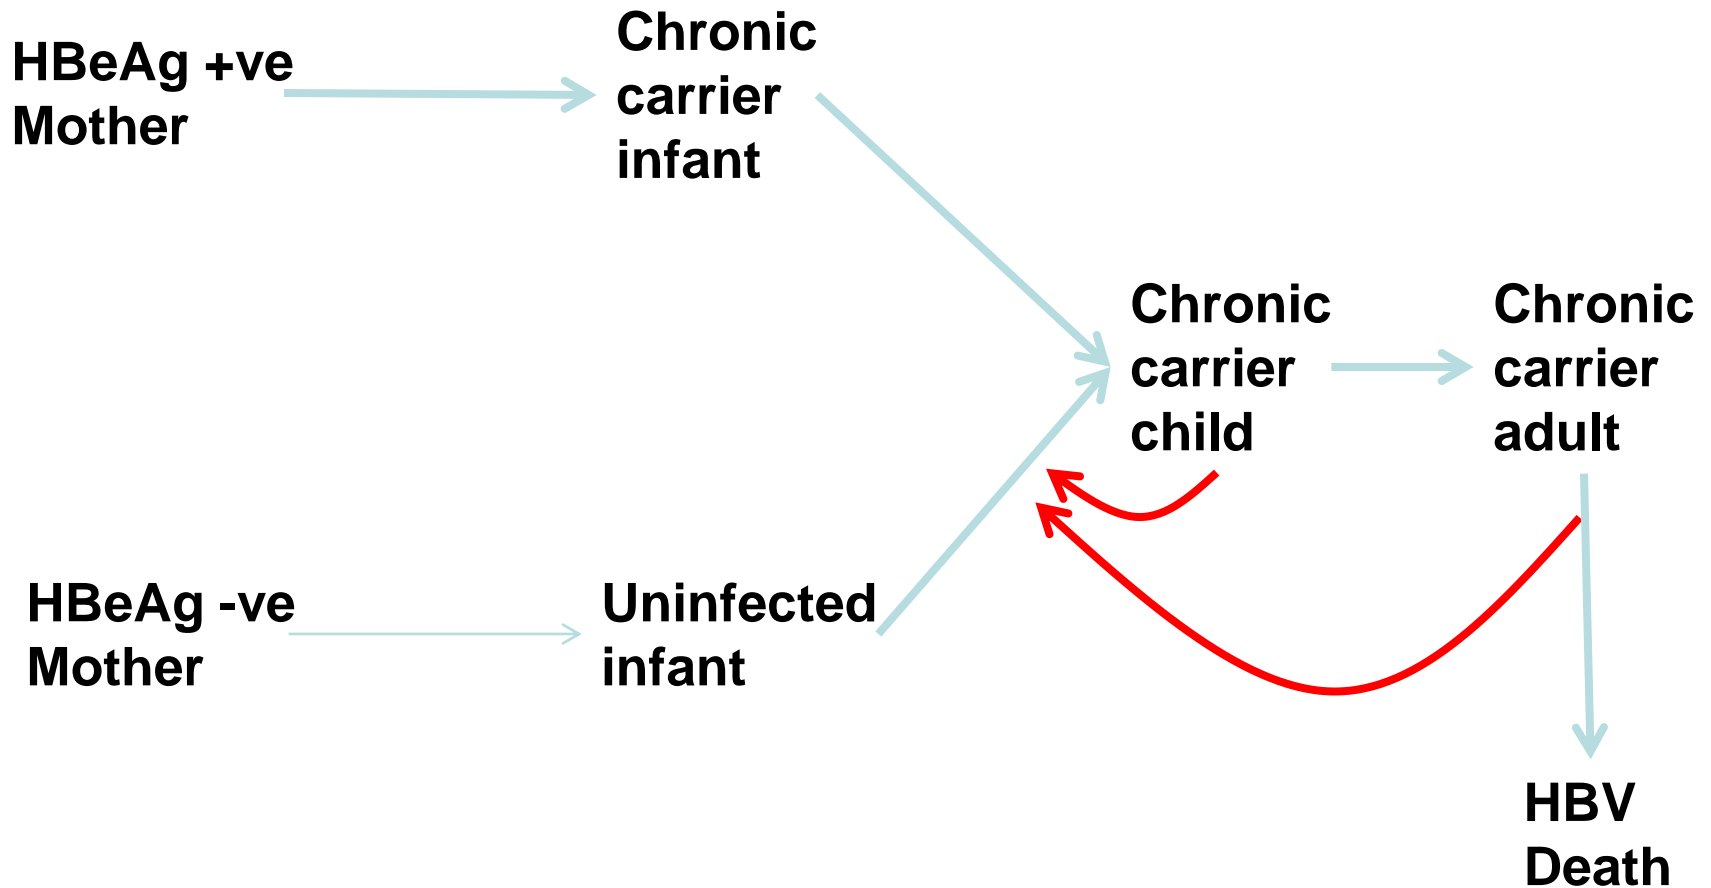 HBeAg +ve
Mother
Chronic
carrier
infant
Chronic
carrier
child
Chronic
carrier
adult
HBeAg -ve
Mother
Uninfected
infant
HBV
Death